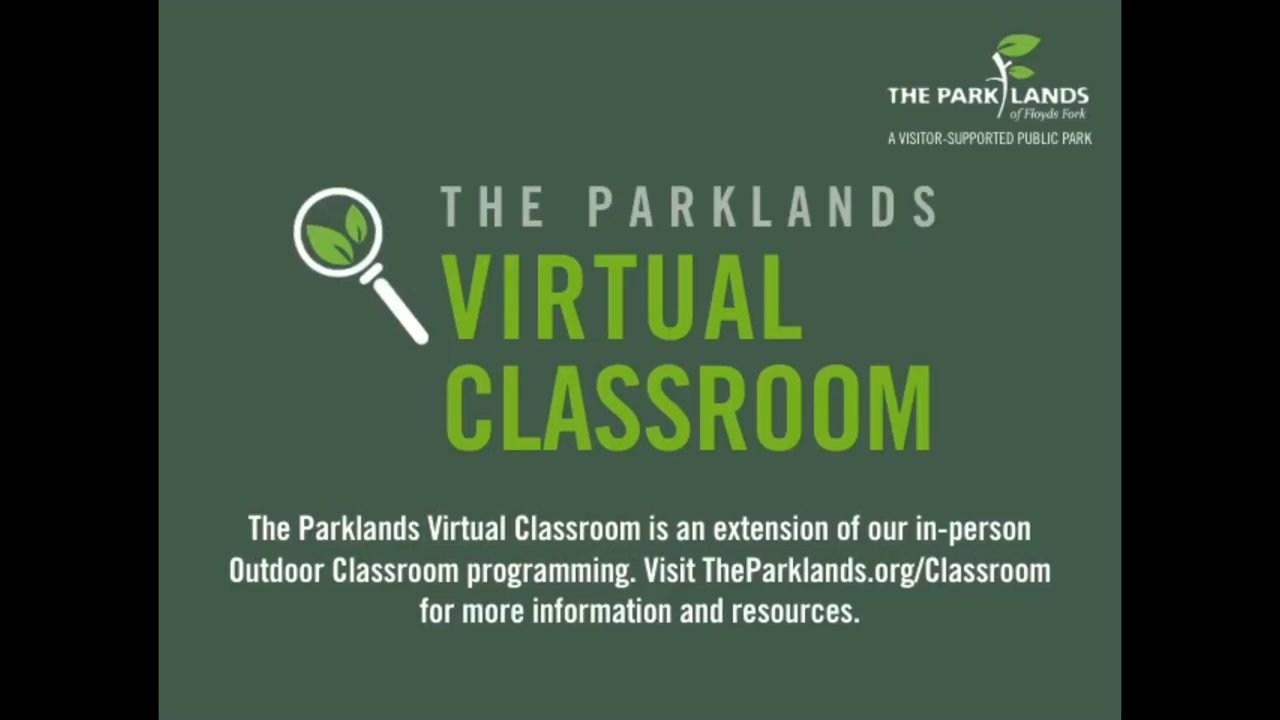 THE PARKLANDS
of Floyds Fork
A VISITOR-SUPPORTED PUBLIC PARK
THE PARKLANDS
VIRTUAL
CLASSROOM
The Parklands Virtual Classroom is an extension of our in-person
Outdoor Classroom programming. Visit TheParklands.org/Classroom
for more information and resources.